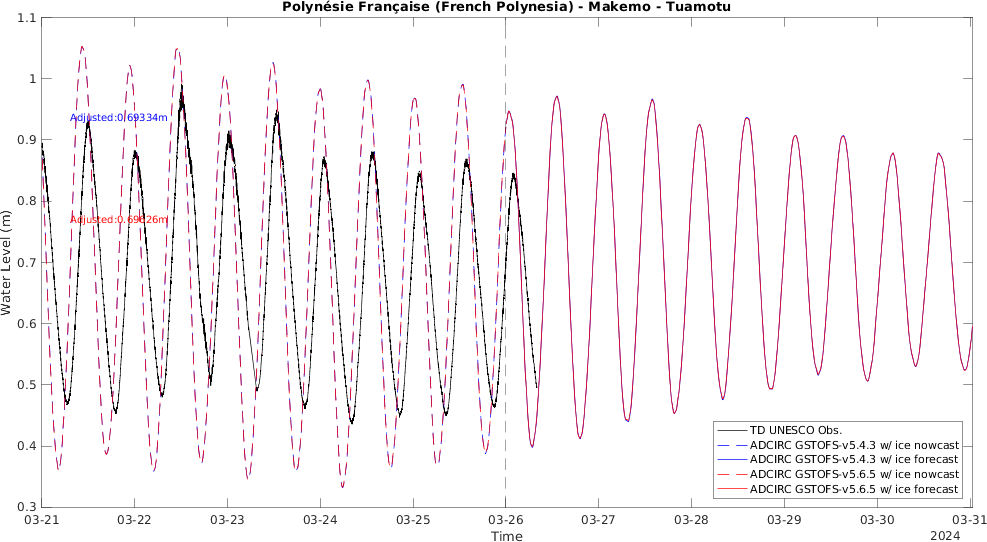 Polynésie Française (French Polynesia) - Makemo - Tuamotu
1.1
1
0.9
0.8
0.7
0.6
0.5
0.4
0.3
Water Level (m)
Adjusted:0.69334m
Adjusted:0.69626m
TD UNESCO Obs.
ADCIRC GSTOFS-v5.4.3 w/ ice nowcast
ADCIRC GSTOFS-v5.4.3 w/ ice forecast
ADCIRC GSTOFS-v5.6.5 w/ ice nowcast
ADCIRC GSTOFS-v5.6.5 w/ ice forecast
03-21 03-22 03-23 03-24 03-25 03-26 03-27 03-28 03-29 03-30 03-31
Time
2024